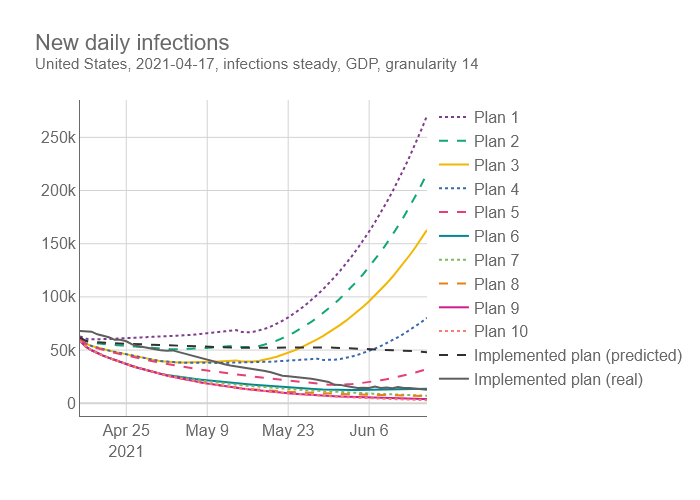 New daily infections
United States, 2021-04-17, infections steady, GDP, granularity 14
250k
200k
150k
100k
50k
0
Apr 25
2021
May 9
May 23
Jun 6
Plan 1
Plan 2
Plan 3
Plan 4
Plan 5
Plan 6
Plan 7
Plan 8
Plan 9
Plan 10
Implemented plan (predicted)
Implemented plan (real)